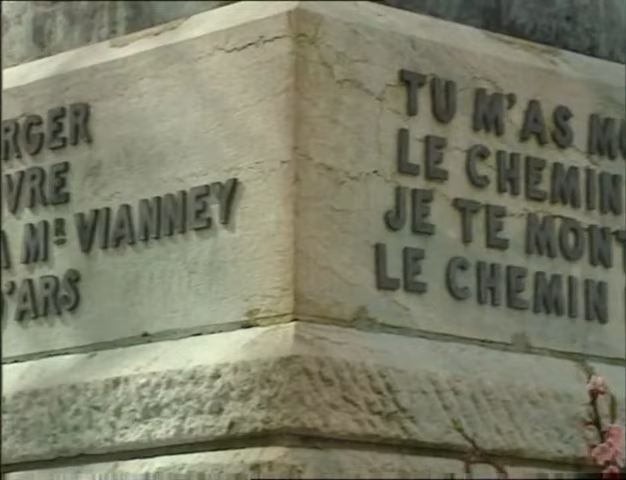 RGER
VRE
A Mr VIANNEY
D'ARS
TU M'AS MO
LE CHEMIN
JE TE MONT
LE CHEMIN